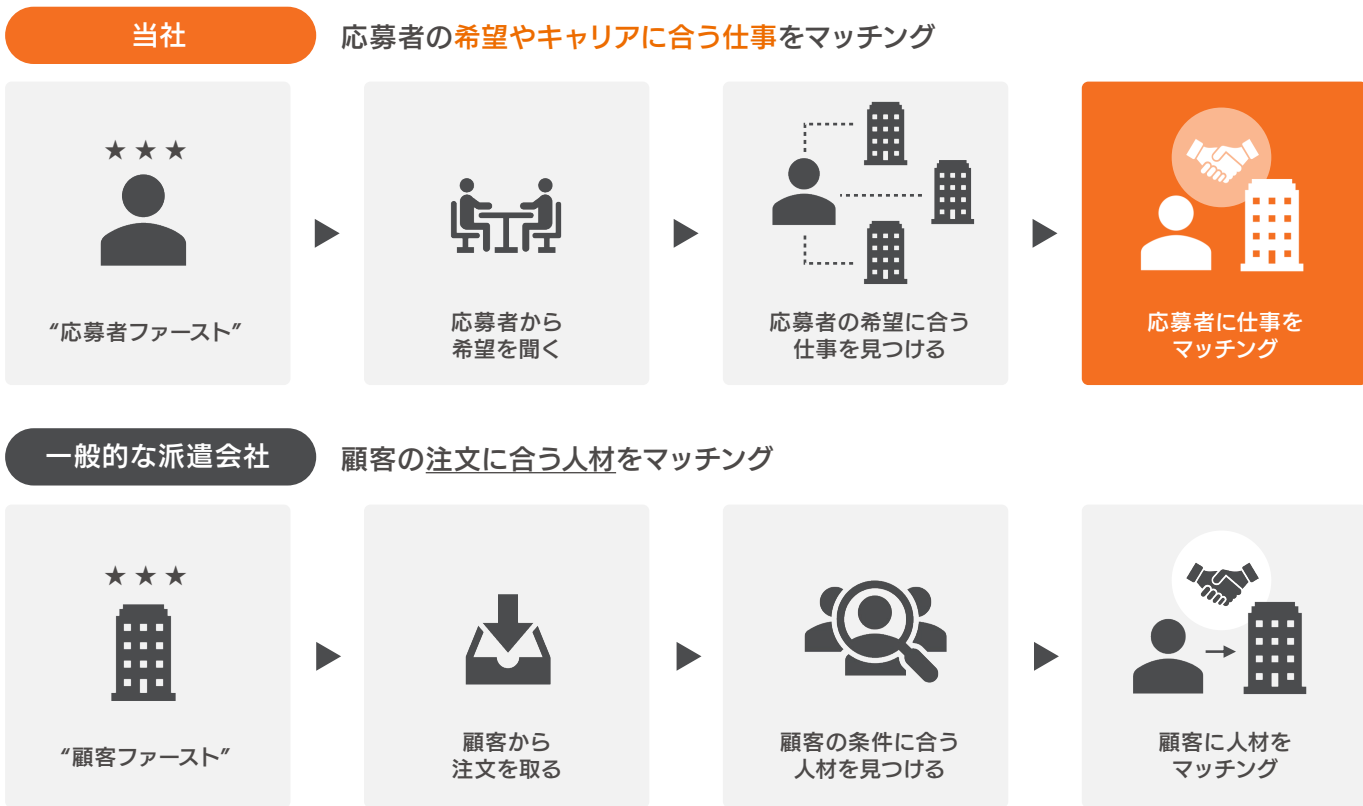 当社
応募者の希望やキャリアに合う仕事をマッチング
“応募者ファースト”
応募者から
希望を聞く
応募者の希望に合う
仕事を見つける
応募者に仕事を
マッチング
一般的な派遣会社
顧客の注文に合う人材をマッチング
“顧客ファースト”
顧客から
注文を取る
顧客の条件に合う
人材を見つける
顧客に人材を
マッチング